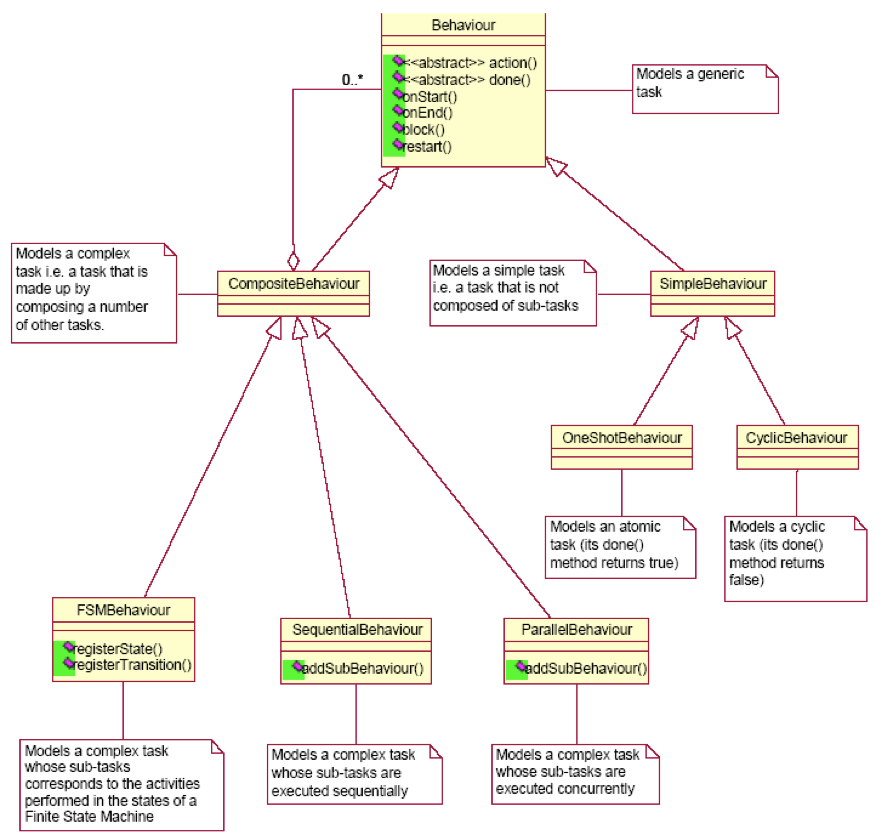 Behaviour
<<abstract>> action()
<<abstract>> done()
onStart()
onEnd()
block()
restart()
0..*
Models a generic
task
Models a complex
task i.e. a task that is
made up by
composing a number
of other tasks.
CompositeBehaviour
Models a simple task
i.e. a task that is not
composed of sub-tasks
SimpleBehaviour
OneShotBehaviour
CyclicBehaviour
Models an atomic
task (its done()
method returns true)
Models a cyclic
task (its done()
method returns
false)
FSMBehaviour
registerState()
registerTransition()
SequentialBehaviour
addSubBehaviour()
ParallelBehaviour
addSubBehaviour()
Models a complex task
whose sub-tasks
corresponds to the activities
performed in the states of a
Finite State Machine
Models a complex task
whose sub-tasks are
executed sequentially
Models a complex task
whose sub-tasks are
executed concurrently